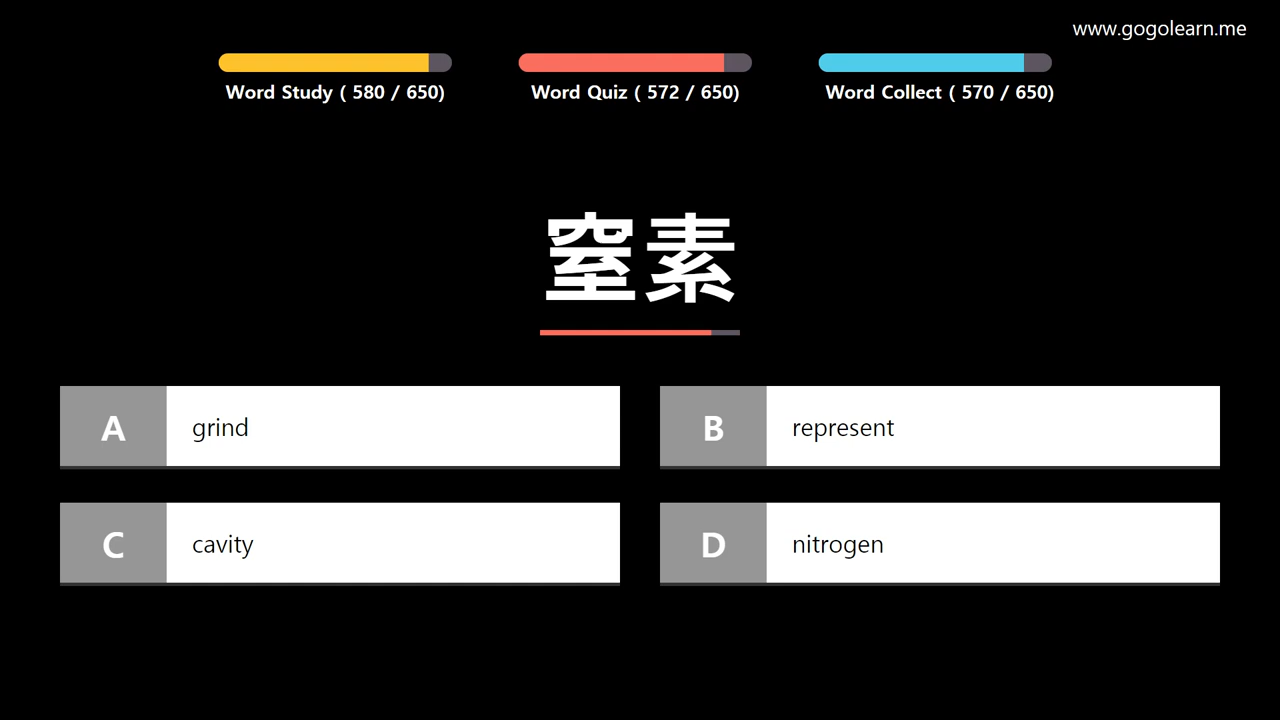 www.gogolearn.me
Word Study ( 580 / 650)
Word Quiz ( 572 / 650)
Word Collect ( 570 / 650)
窒素
A grind
B represent
C cavity
D nitrogen